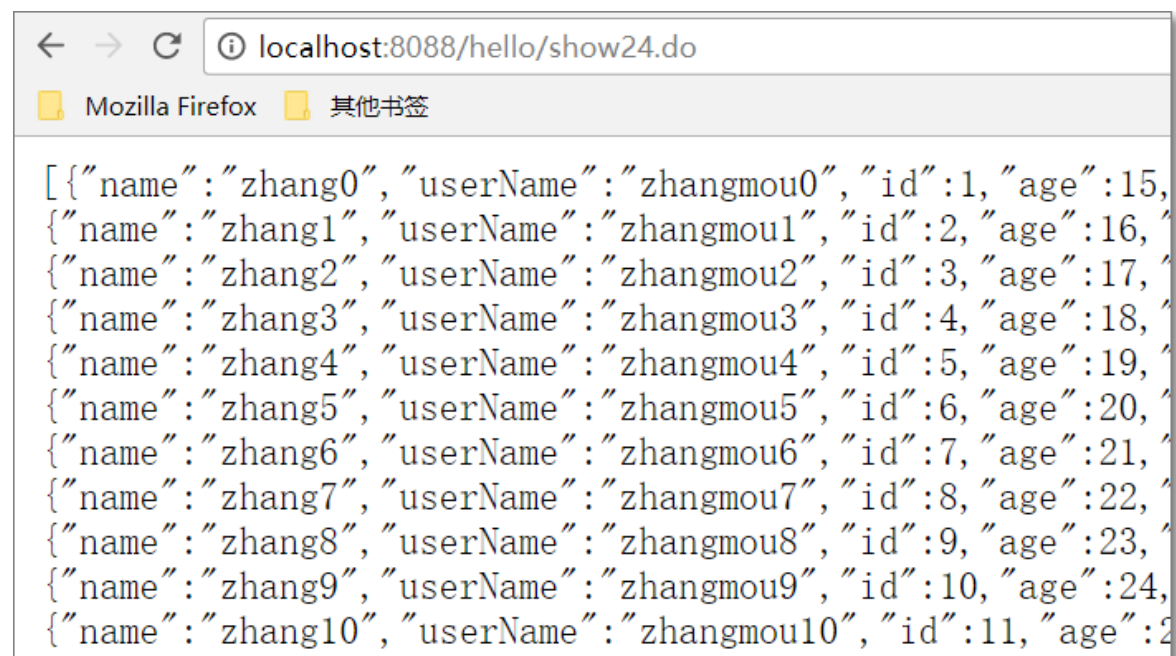 localhost:8088/hello/show24.do
Mozilla Firefox 其他书签
[{"name":"zhang0","userName":"zhangmou0","id":1,"age":15,
{"name":"zhang1","userName":"zhangmou1","id":2,"age":16,"
{"name":"zhang2","userName":"zhangmou2","id":3,"age":17,"
{"name":"zhang3","userName":"zhangmou3","id":4,"age":18,"
{"name":"zhang4","userName":"zhangmou4","id":5,"age":19,"
{"name":"zhang5","userName":"zhangmou5","id":6,"age":20,"
{"name":"zhang6","userName":"zhangmou6","id":7,"age":21,"
{"name":"zhang7","userName":"zhangmou7","id":8,"age":22,"
{"name":"zhang8","userName":"zhangmou8","id":9,"age":23,"
{"name":"zhang9","userName":"zhangmou9","id":10,"age":24,
{"name":"zhang10","userName":"zhangmou10","id":11,"age":2